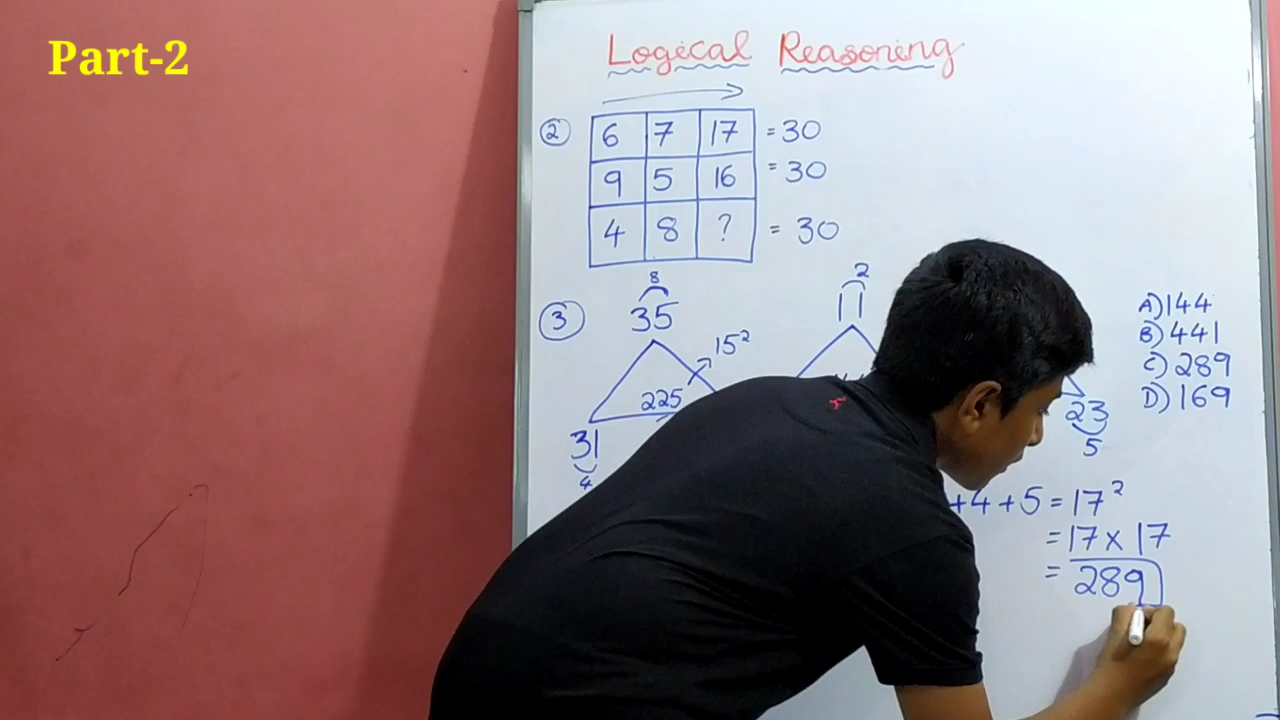 Part-2
Logical Reasoning
2
6 7 17 = 30
9 5 16 = 30
4 8 ? = 30
3
8
35
2
11
15²
225
31
4
23
5
A) 144
B) 441
C) 289
D) 169
+4+5 = 17²
= 17 x 17
= 289